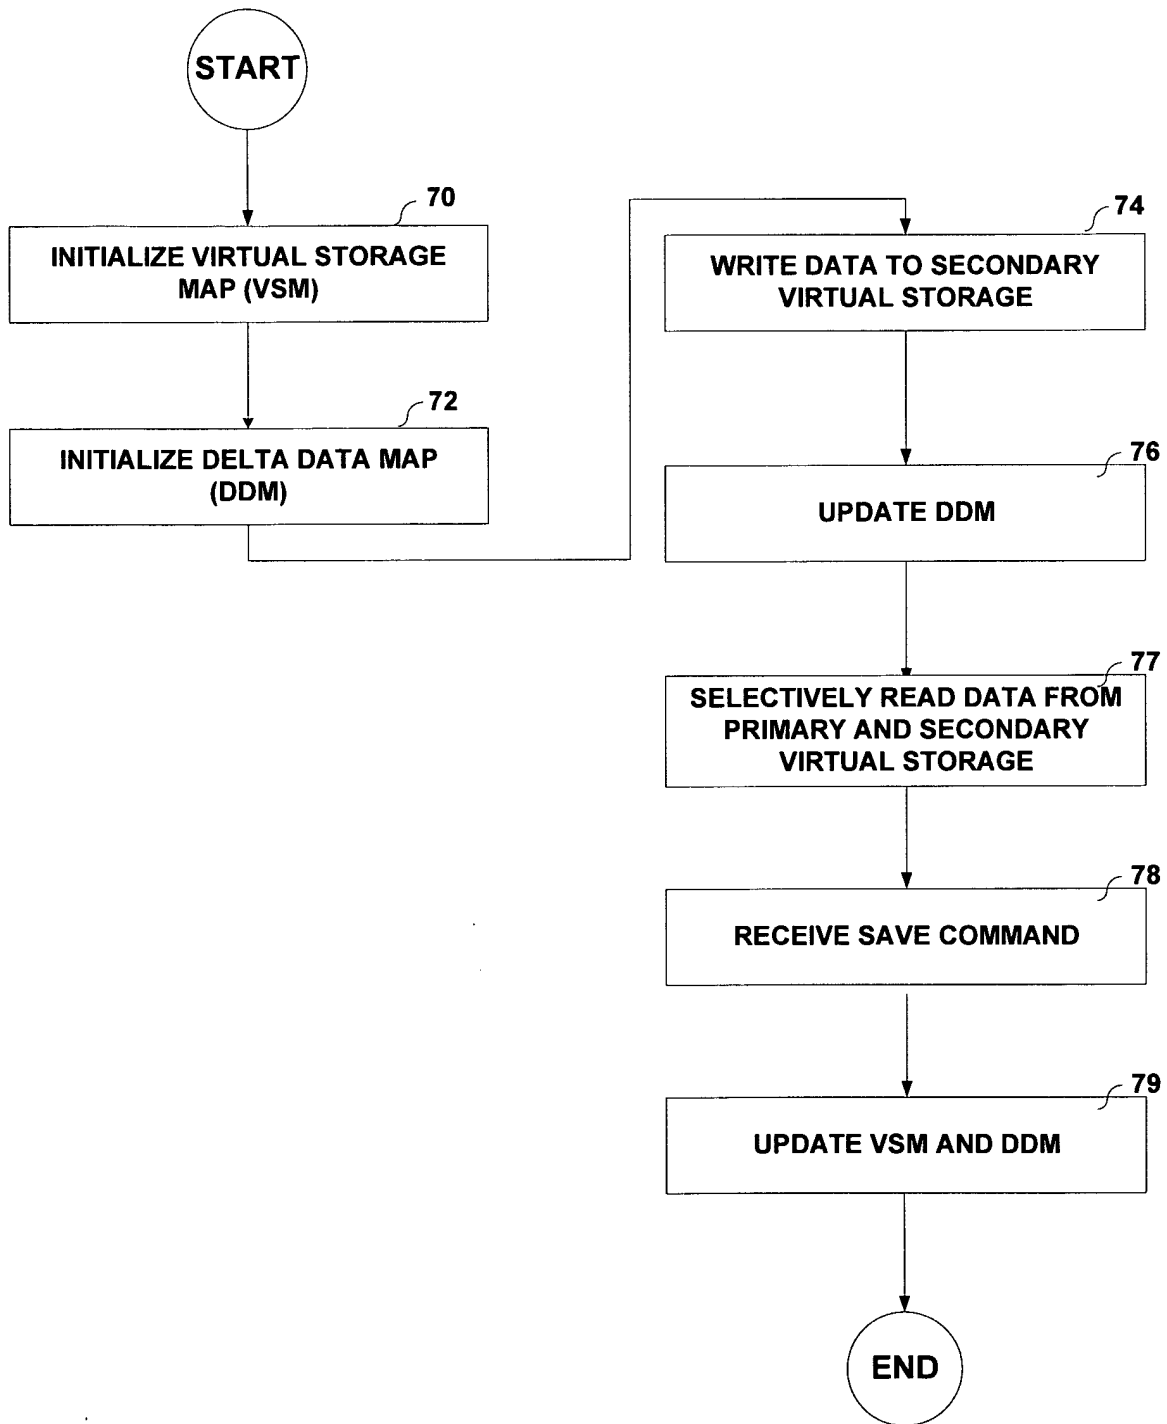 START
70
INITIALIZE VIRTUAL STORAGE
MAP (VSM)
72
INITIALIZE DELTA DATA MAP
(DDM)
74
WRITE DATA TO SECONDARY
VIRTUAL STORAGE
76
UPDATE DDM
77
SELECTIVELY READ DATA FROM
PRIMARY AND SECONDARY
VIRTUAL STORAGE
78
RECEIVE SAVE COMMAND
79
UPDATE VSM AND DDM
END